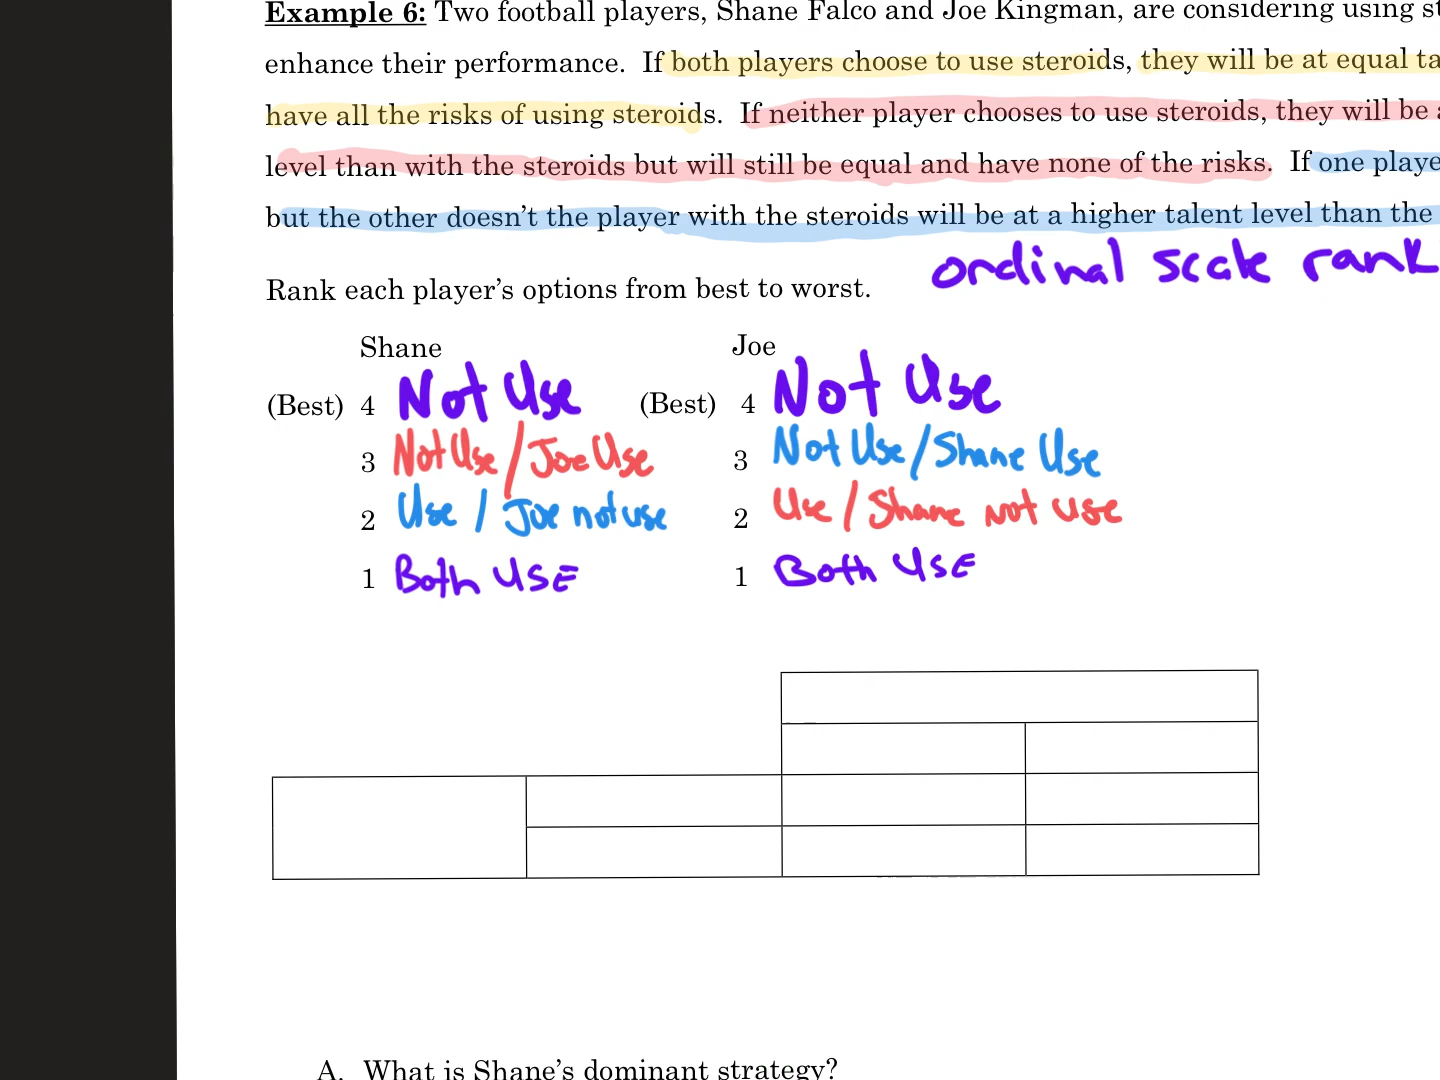 Example 6: Two football players, Shane Falco and Joe Kingman, are considering using
enhance their performance. If both players choose to use steroids, they will be at equal
have all the risks of using steroids. If neither player chooses to use steroids, they will be
level than with the steroids but will still be equal and have none of the risks. If one
but the other doesn't the player with the steroids will be at a higher talent level than the
ordinal scale rank
Rank each player's options from best to worst.
Shane Joe
(Best) 4 Not Use (Best) 4 Not Use
3 Not Use / Joe Use 3 Not Use / Shane Use
2 Use / Joe not use 2 Use / Shane Not Use
1 Both USE 1 Both USE
A. What is Shane's dominant strategy?